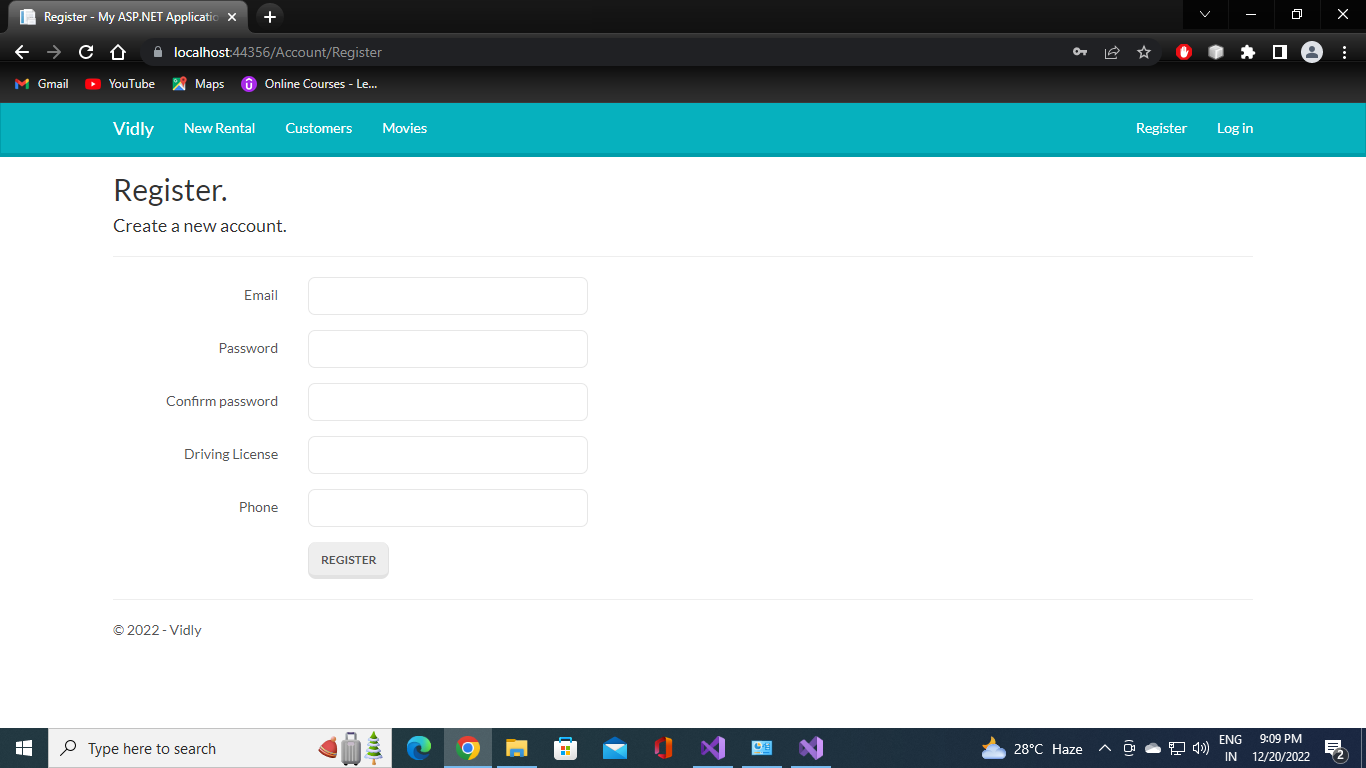 Register - My ASP.NET Applicatio
localhost:44356/Account/Register
Gmail YouTube Maps Online Courses - Le...
Vidly New Rental Customers Movies Register Log in
Register.
Create a new account.
Email
Password
Confirm password
Driving License
Phone
REGISTER
© 2022 - Vidly
Type here to search
28°C Haze
ENG
IN
9:09 PM
12/20/2022
2